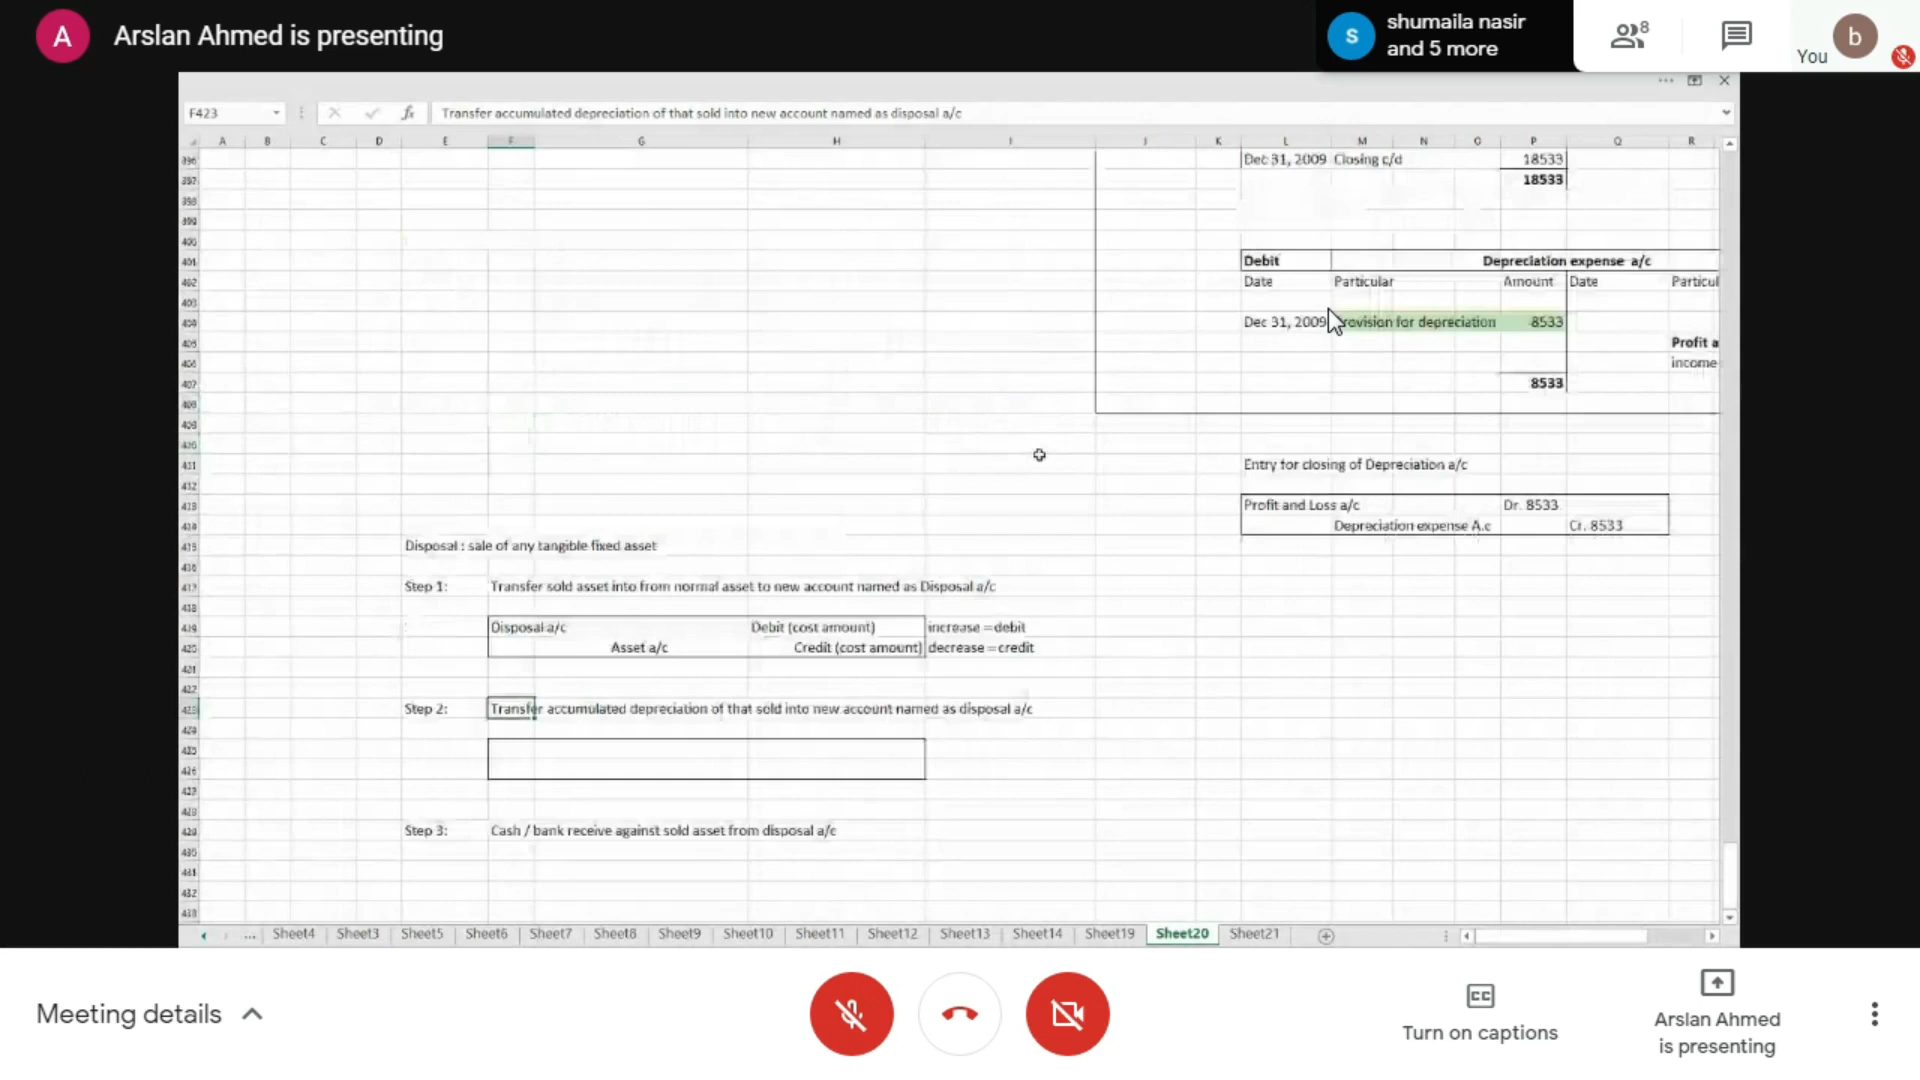 A
Arslan Ahmed is presenting
s
shumaila nasir
and 5 more
8
You
b
F423
fx
Transfer accumulated depreciation of that sold into new account named as disposal a/c
A B C D E F G H I J K L M N O P Q R
Dec 31, 2009 Closing c/d 18533
18533
Debit Depreciation expense a/c
Date Particular Amount Date Particul
Dec 31, 2009 rovision for depreciation 8533
Profit a
income
8533
Entry for closing of Depreciation a/c
Profit and Loss a/c Dr. 8533
Depreciation expense A.c Cr. 8533
Disposal : sale of any tangible fixed asset
Step 1: Transfer sold asset into from normal asset to new account named as Disposal a/c
Disposal a/c Debit (cost amount) increase =debit
Asset a/c Credit (cost amount) decrease =credit
Step 2: Transfer accumulated depreciation of that sold into new account named as disposal a/c
Step 3: Cash / bank receive against sold asset from disposal a/c
... Sheet4 Sheet3 Sheet5 Sheet6 Sheet7 Sheet8 Sheet9 Sheet10 Sheet11 Sheet12 Sheet13 Sheet14 Sheet19 Sheet20 Sheet21
Meeting details
CC
Turn on captions
Arslan Ahmed
is presenting